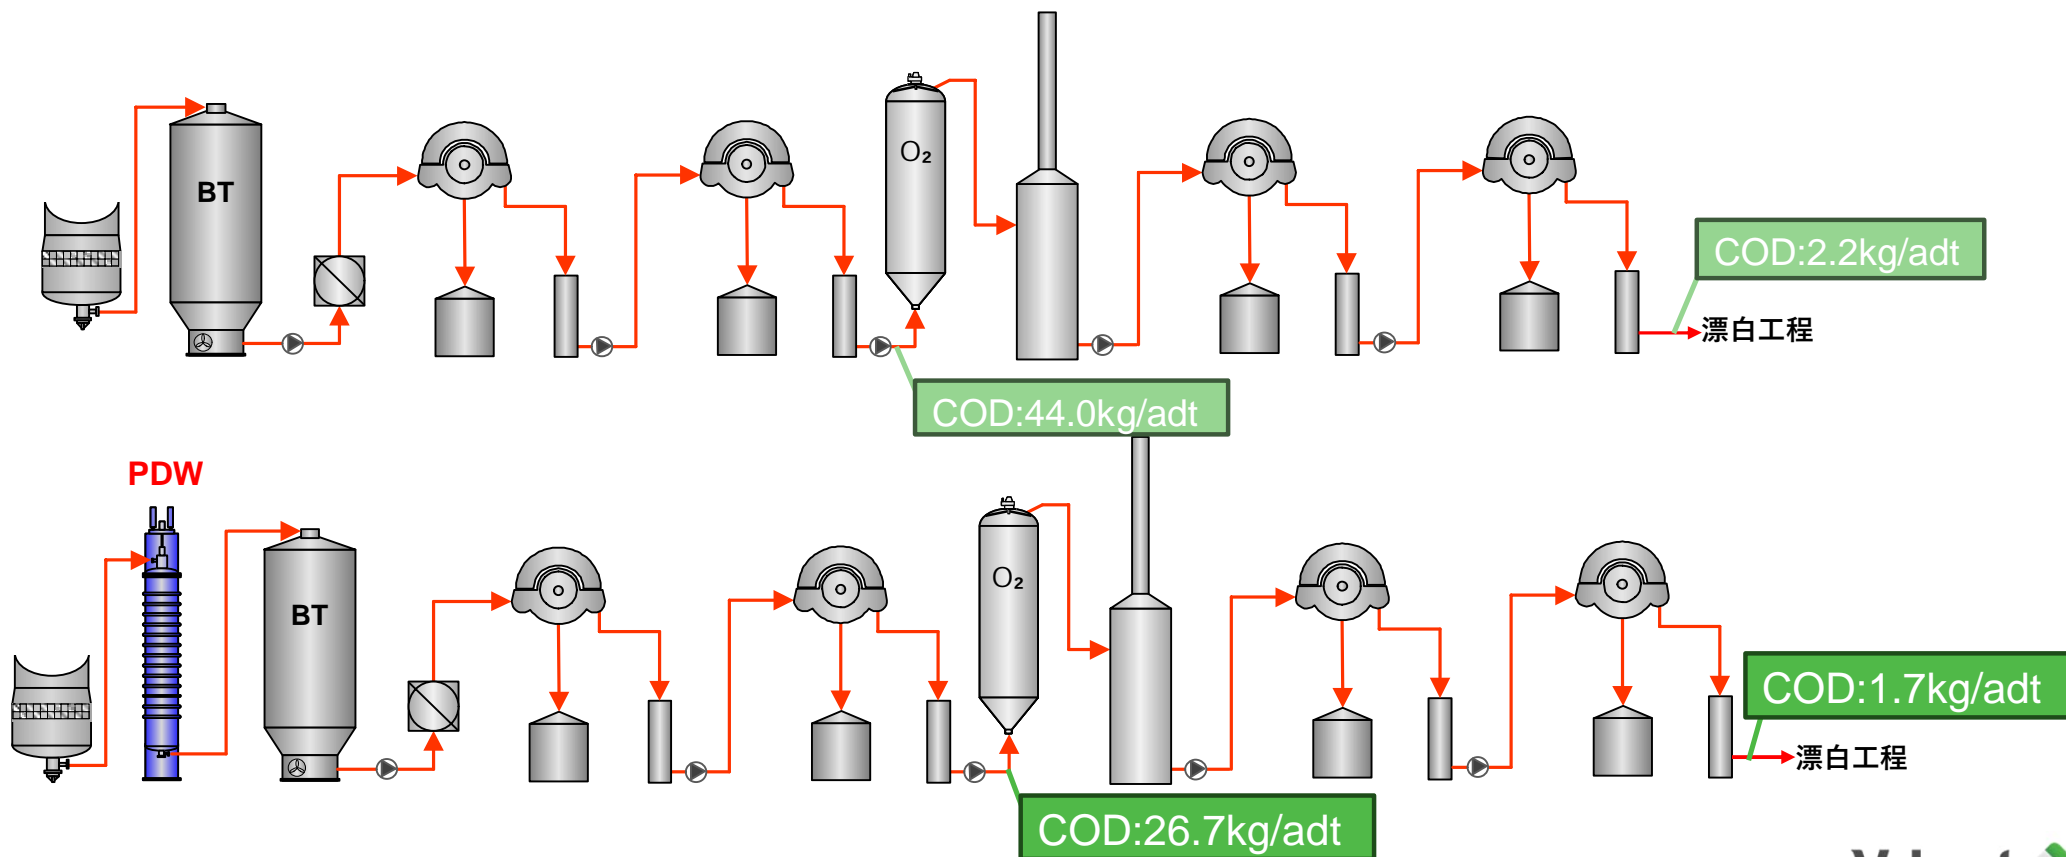 BT
O₂
COD:2.2kg/adt
漂白工程
COD:44.0kg/adt
PDW
BT
O₂
COD:1.7kg/adt
漂白工程
COD:26.7kg/adt